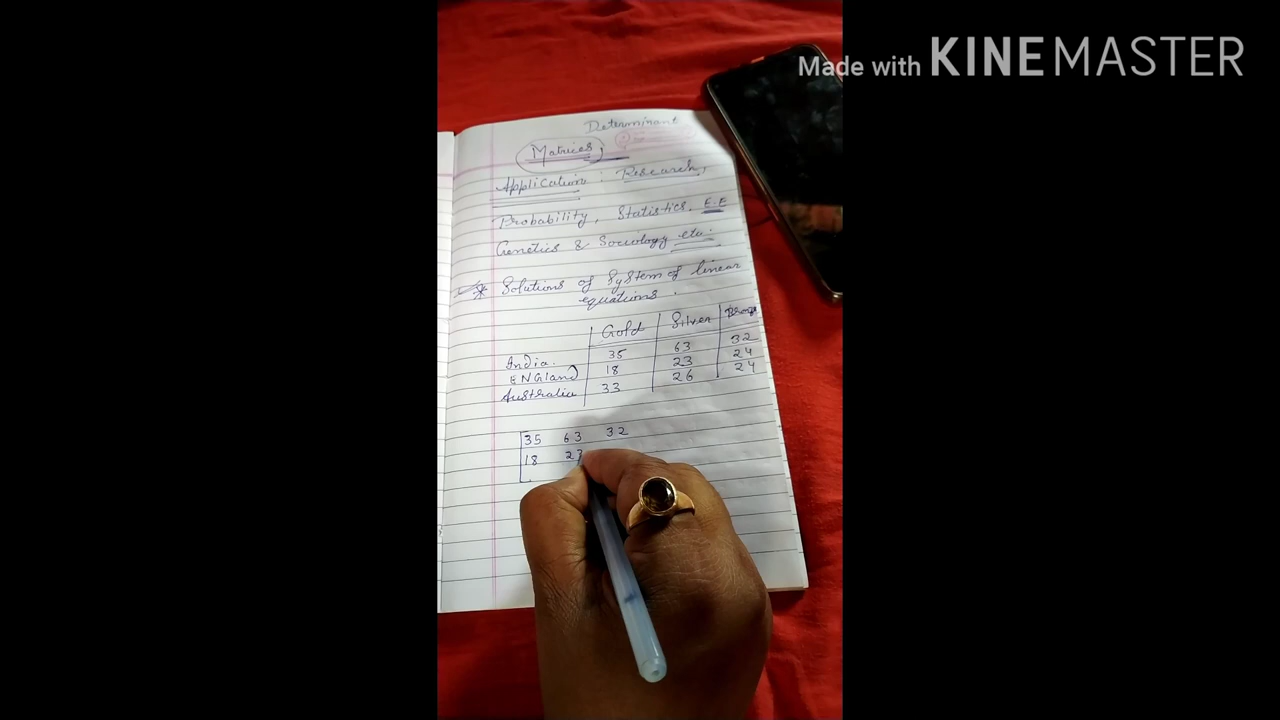 Made with KINEMASTER
Determinant
Matrices
Application : Research,
Probability, Statistics. E.E
Genetics & Sociology etc.
* Solutions of System of linear
equations.
Gold Silver
India. 35 63 32
ENGland 18 23 24
Australia 33 26 24
35 63 32
18 23